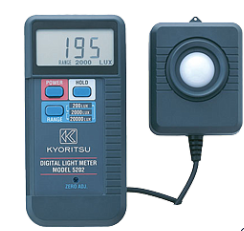 195
RANGE 2000 LUX
POWER HOLD
200 LUX
2000 LUX
RANGE 20000 LUX
KYORITSU
DIGITAL LIGHT METER
MODEL 5202
ZERO ADJ.